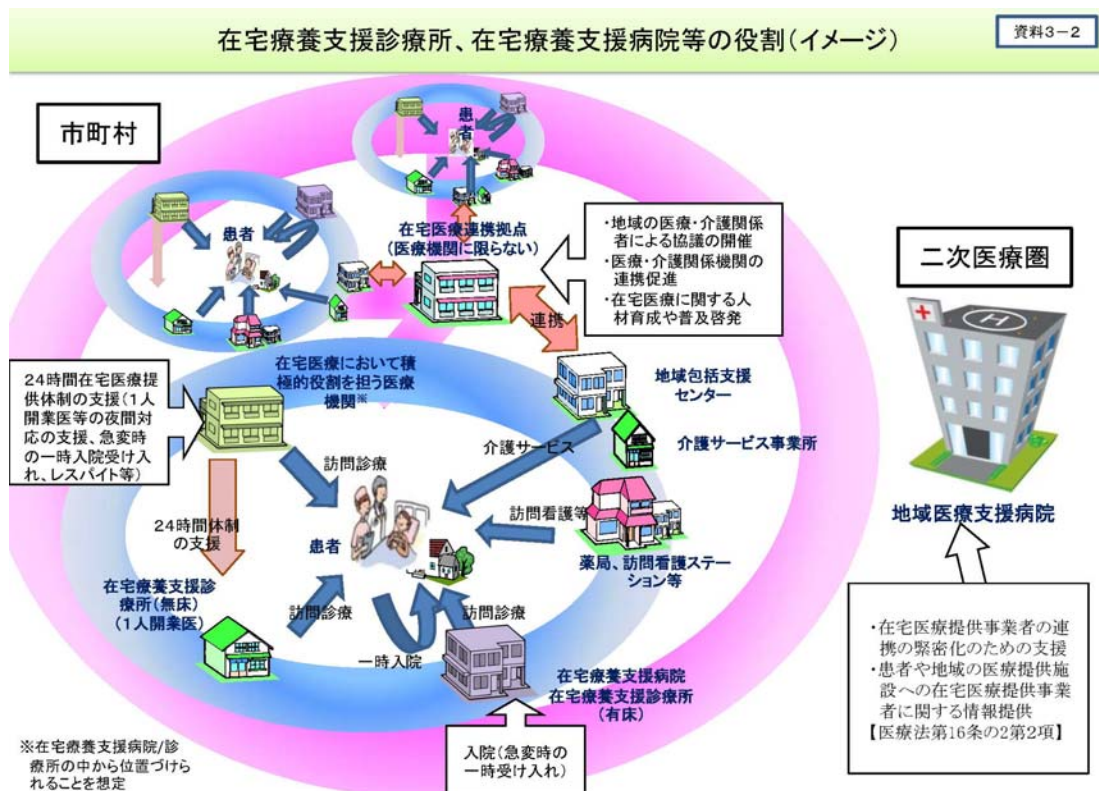 在宅療養支援診療所、在宅療養支援病院等の役割(イメージ)
資料3-2
市町村
患者
患者
在宅医療連携拠点
(医療機関に限らない)
・地域の医療・介護関係
者による協議の開催
・医療・介護関係機関の
連携促進
・在宅医療に関する人
材育成や普及啓発
二次医療圏
連携
24時間在宅医療提
供体制の支援(1人
開業医等の夜間対
応の支援、急変時
の一時入院受け入
れ、レスパイト等)
在宅医療において積
極的役割を担う医療
機関※
地域包括支援
センター
介護サービス
介護サービス事業所
訪問診療
訪問看護等
24時間体制
の支援
患者
薬局、訪問看護ステー
ション等
地域医療支援病院
在宅療養支援診
療所(無床)
(1人開業医)
訪問診療
訪問診療
一時入院
在宅療養支援病院
在宅療養支援診療所
(有床)
入院(急変時の
一時受け入れ)
・在宅医療提供事業者の連
携の緊密化のための支援
・患者や地域の医療提供施
設への在宅医療提供事業
者に関する情報提供
【医療法第16条の2第2項】
※在宅療養支援病院/診
療所の中から位置づけら
れることを想定
H